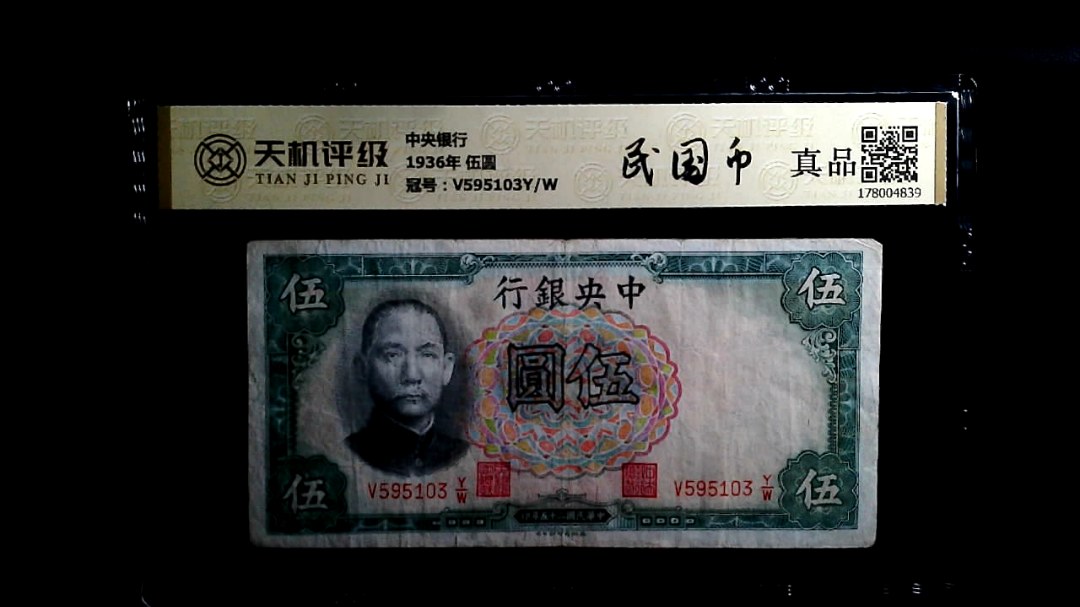 天机评级
TIAN JI PING JI
中央银行
1936年 伍圓
冠号：V595103Y/W
民国币
真品
178004839
伍
行銀央中
伍
圓伍
伍
V595103 Y/W
V595103 Y/W
伍